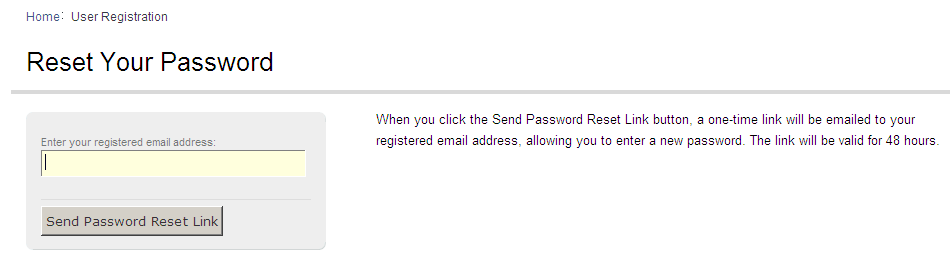 Home: User Registration
Reset Your Password
Enter your registered email address:
Send Password Reset Link
When you click the Send Password Reset Link button, a one-time link will be emailed to your
registered email address, allowing you to enter a new password. The link will be valid for 48 hours.